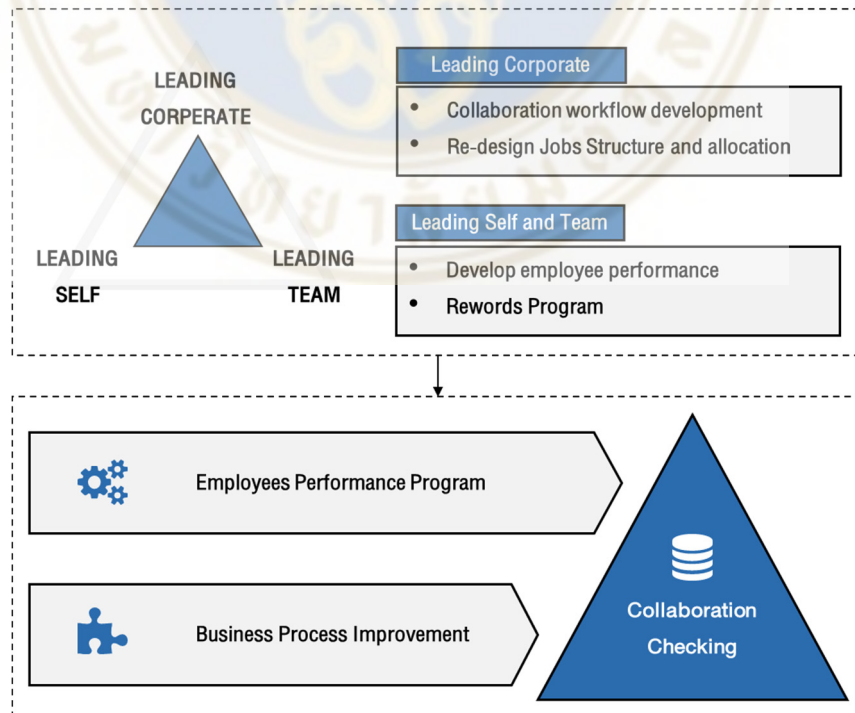 LEADING
CORPERATE
LEADING
SELF
LEADING
TEAM
Leading Corporate
• Collaboration workflow development
• Re-design Jobs Structure and allocation
Leading Self and Team
• Develop employee performance
• Rewords Program
Employees Performance Program
Business Process Improvement
Collaboration
Checking